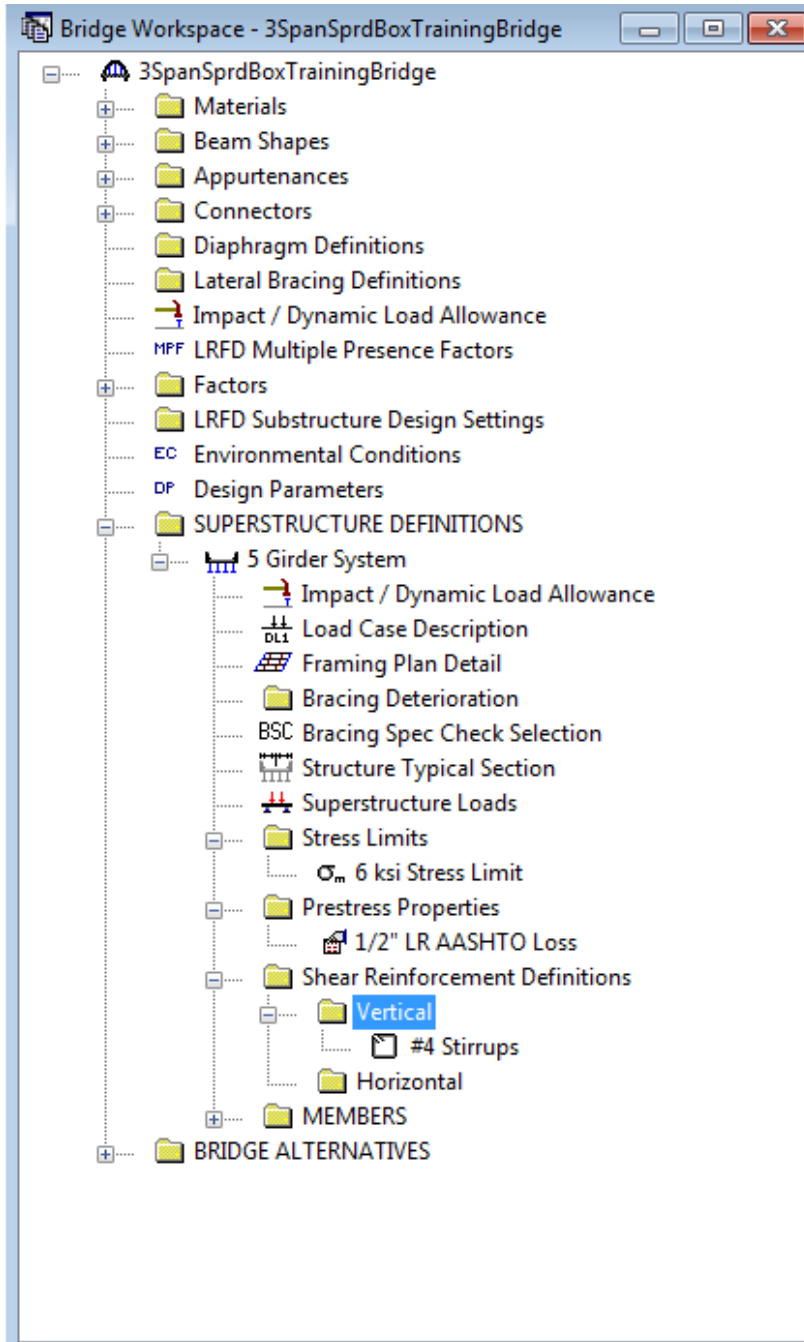 Bridge Workspace - 3SpanSprdBoxTrainingBridge
3SpanSprdBoxTrainingBridge
Materials
Beam Shapes
Appurtenances
Connectors
Diaphragm Definitions
Lateral Bracing Definitions
Impact / Dynamic Load Allowance
MPF LRFD Multiple Presence Factors
Factors
LRFD Substructure Design Settings
EC Environmental Conditions
DP Design Parameters
SUPERSTRUCTURE DEFINITIONS
5 Girder System
Impact / Dynamic Load Allowance
DL1 Load Case Description
Framing Plan Detail
Bracing Deterioration
BSC Bracing Spec Check Selection
Structure Typical Section
Superstructure Loads
Stress Limits
σm 6 ksi Stress Limit
Prestress Properties
1/2" LR AASHTO Loss
Shear Reinforcement Definitions
Vertical
#4 Stirrups
Horizontal
MEMBERS
BRIDGE ALTERNATIVES